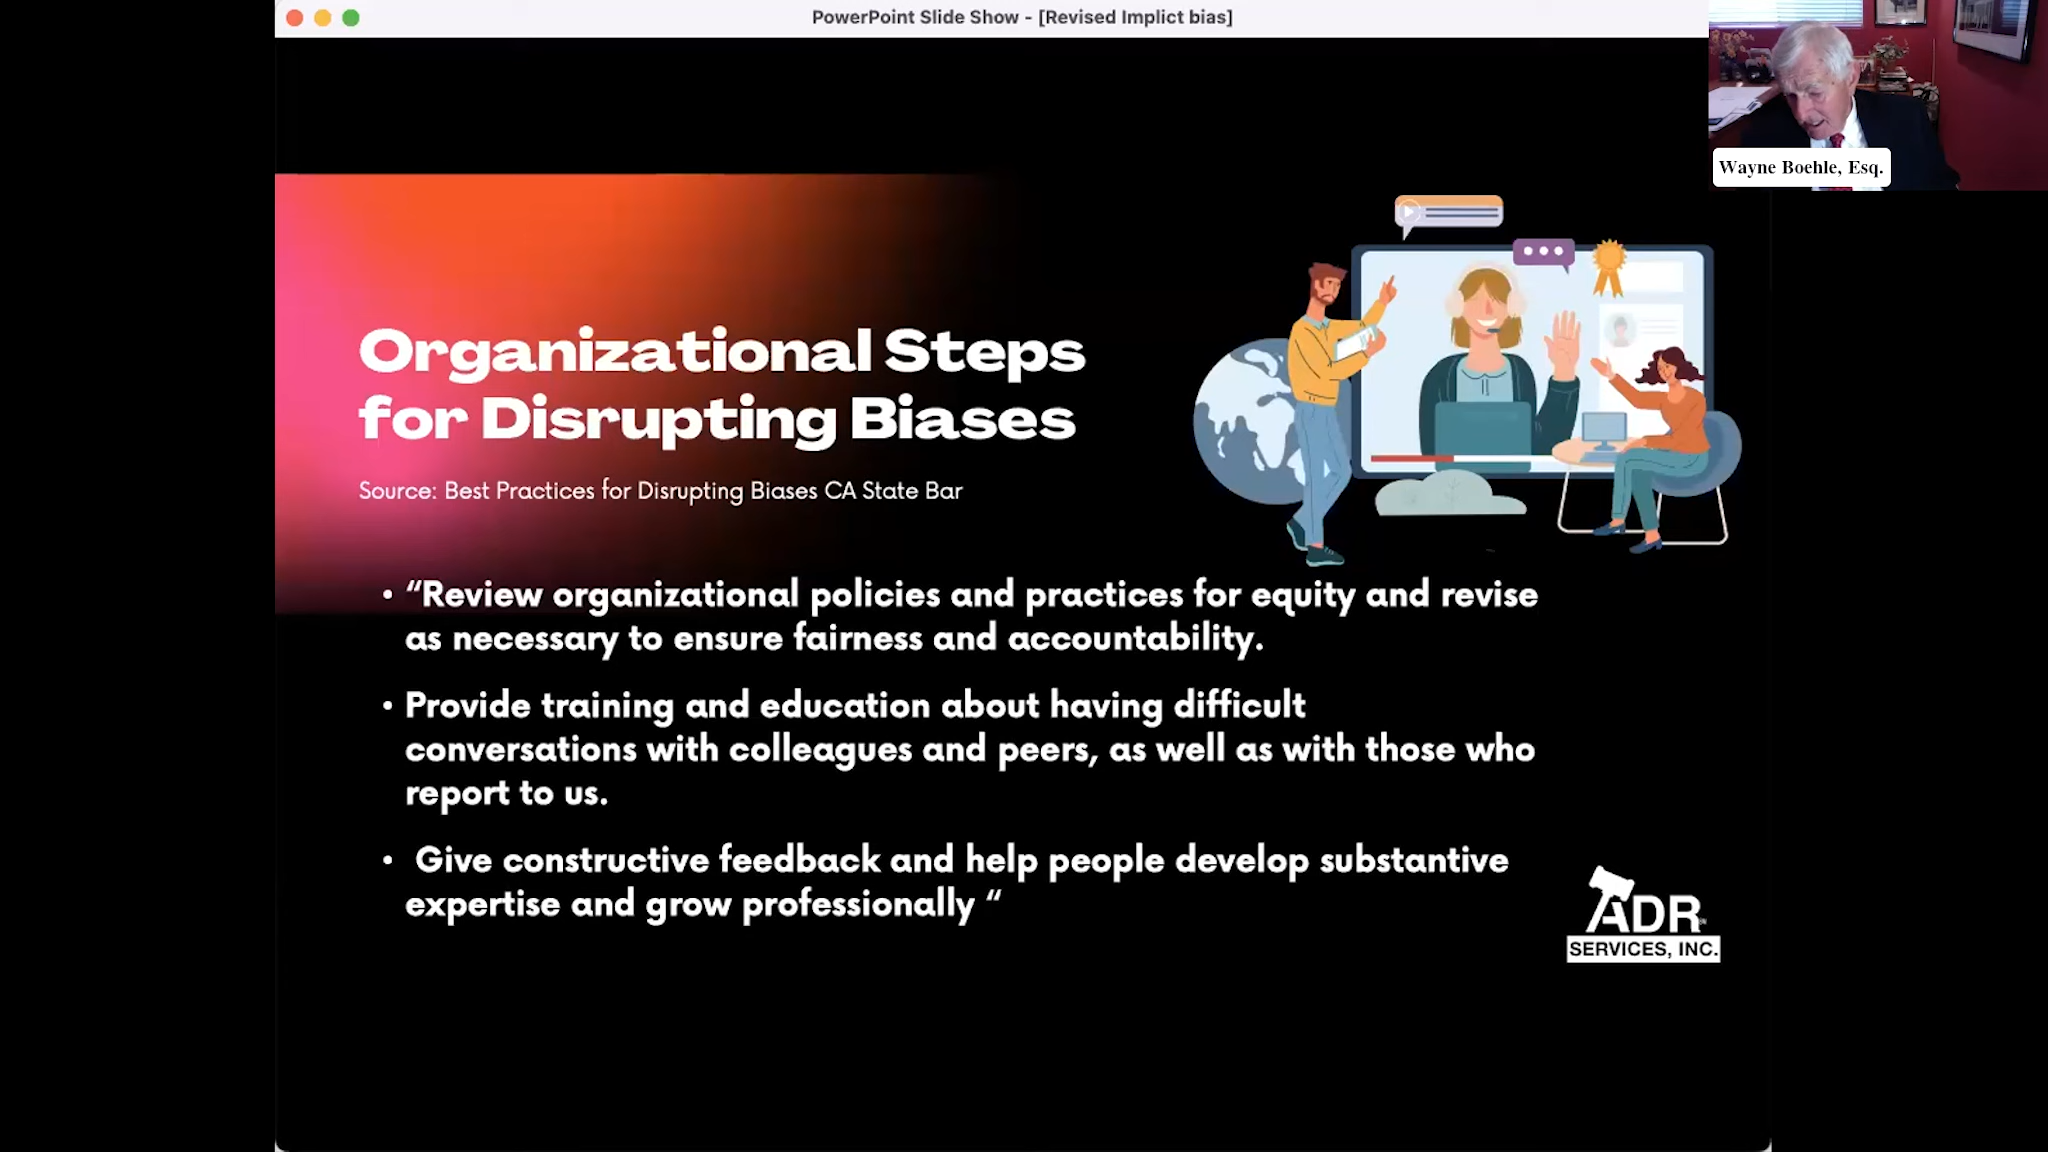 PowerPoint Slide Show - [Revised Implict bias]
Wayne Boehle, Esq.
Organizational Steps
for Disrupting Biases
Source: Best Practices for Disrupting Biases CA State Bar
• “Review organizational policies and practices for equity and revise
as necessary to ensure fairness and accountability.
• Provide training and education about having difficult
conversations with colleagues and peers, as well as with those who
report to us.
• Give constructive feedback and help people develop substantive
expertise and grow professionally “
ADR
SERVICES, INC.